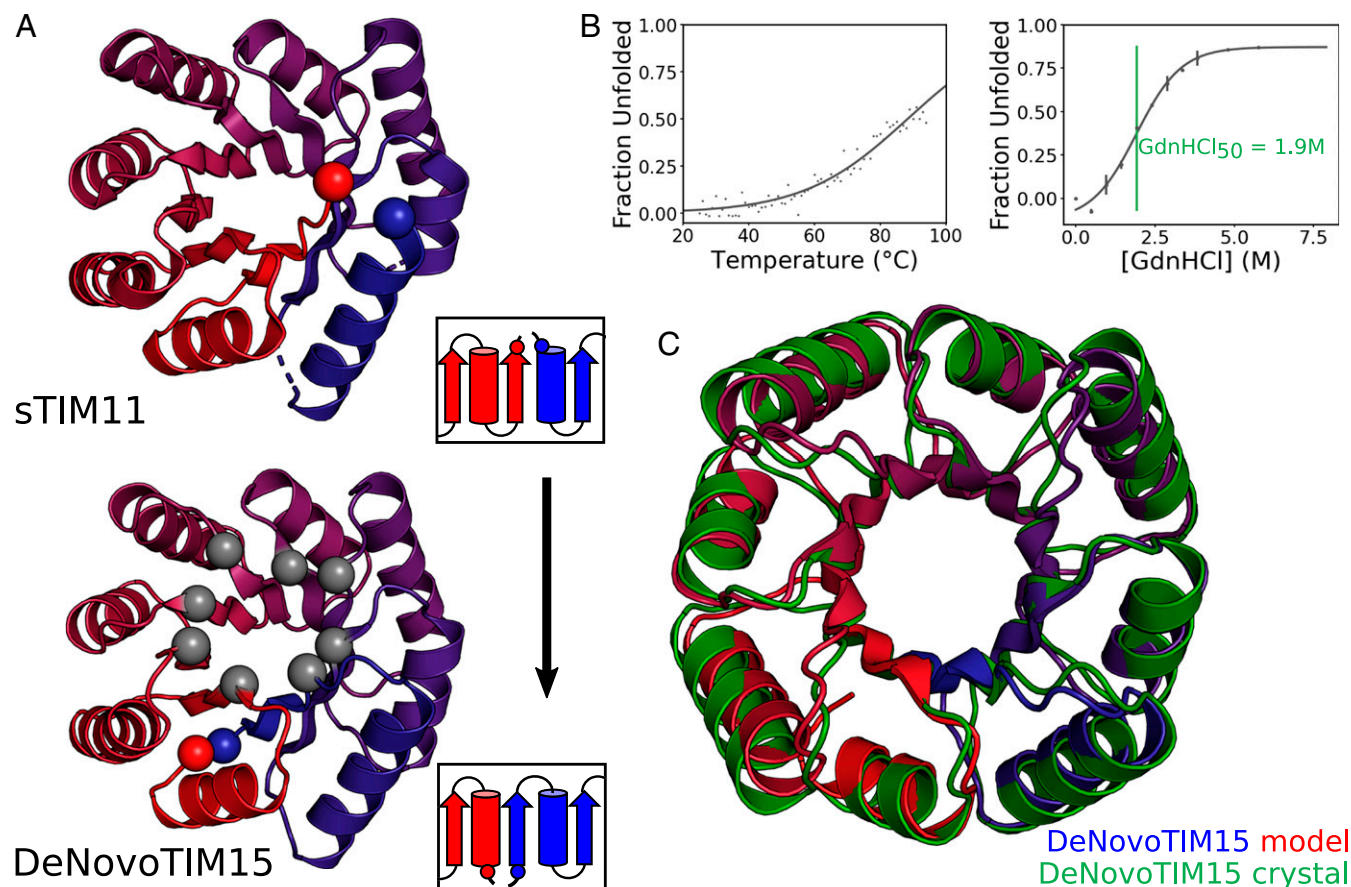 A
sTIM11
DeNovoTIM15
B
Fraction Unfolded
1.00
0.75
0.50
0.25
0.00
20
40
60
80
100
Temperature (°C)
Fraction Unfolded
1.00
0.75
0.50
0.25
0.00
GdnHCl50 = 1.9M
0.0
2.5
5.0
7.5
[GdnHCl] (M)
C
DeNovoTIM15 model
DeNovoTIM15 crystal